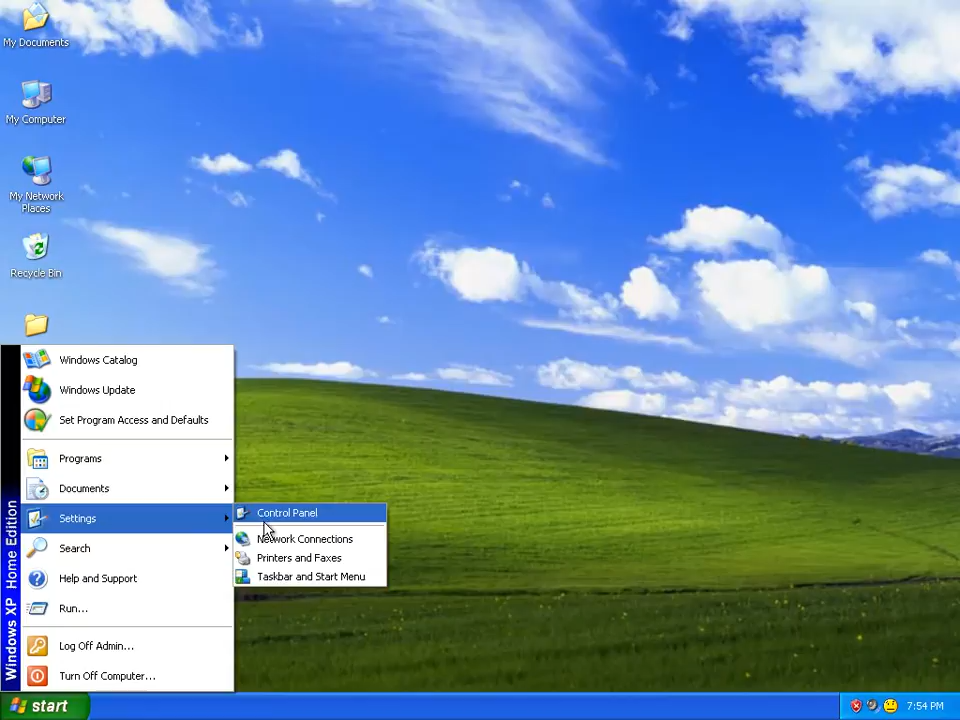 My Documents
My Computer
My Network
Places
Recycle Bin
Windows Catalog
Windows Update
Set Program Access and Defaults
Programs
Documents
Settings
Search
Help and Support
Run...
Log Off Admin...
Turn Off Computer...
Windows XP Home Edition
Control Panel
Network Connections
Printers and Faxes
Taskbar and Start Menu
start
7:54 PM